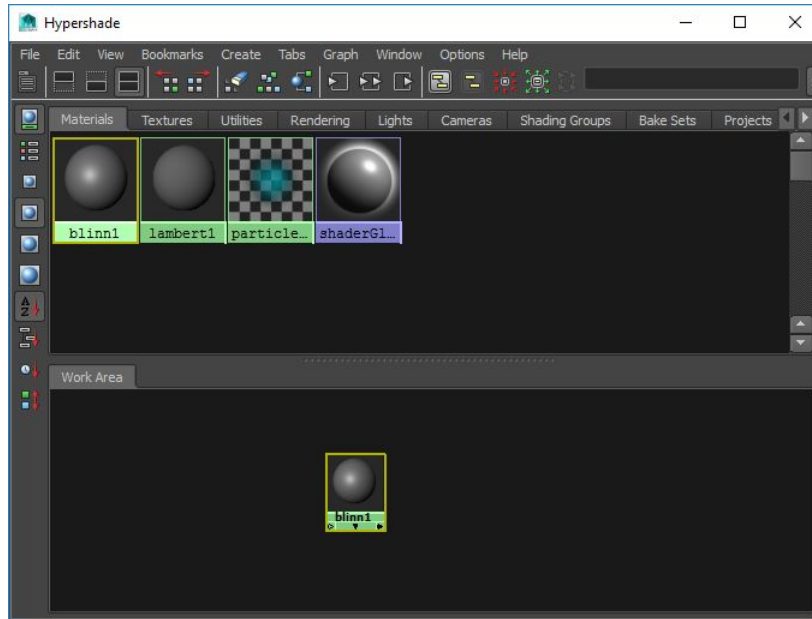 Hypershade
File Edit View Bookmarks Create Tabs Graph Window Options Help
Materials Textures Utilities Rendering Lights Cameras Shading Groups Bake Sets Projects
blinn1 lambert1 particle... shaderGl...
A
Z
Work Area
blinn1